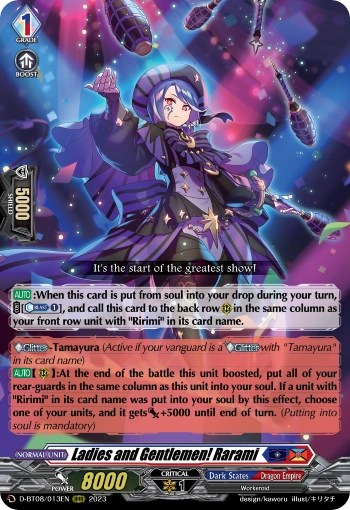 1
GRADE
BOOST
5000
SHIELD
It's the start of the greatest show!
AUTO:When this card is put from soul into your drop during your turn,
[BLAST 1], and call this card to the back row in the same column as
your front row unit with "Ririmi" in its card name.
Glitter-Tamayura (Active if your vanguard is a Glitter with "Tamayura"
in its card name)
AUTO[]:At the end of the battle this unit boosted, put all of your
rear-guards in the same column as this unit into your soul. If a unit with
"Ririmi" in its card name was put into your soul by this effect, choose
one of your units, and it gets +5000 until end of turn. (Putting into
soul is mandatory)
NORMAL UNIT Ladies and Gentlemen! Rarami
POWER 8000 CRITICAL 1 Dark States Dragon Empire
Workeroid
D-BT08/013EN RRR 2023 design/kaworu illust/キリタチ